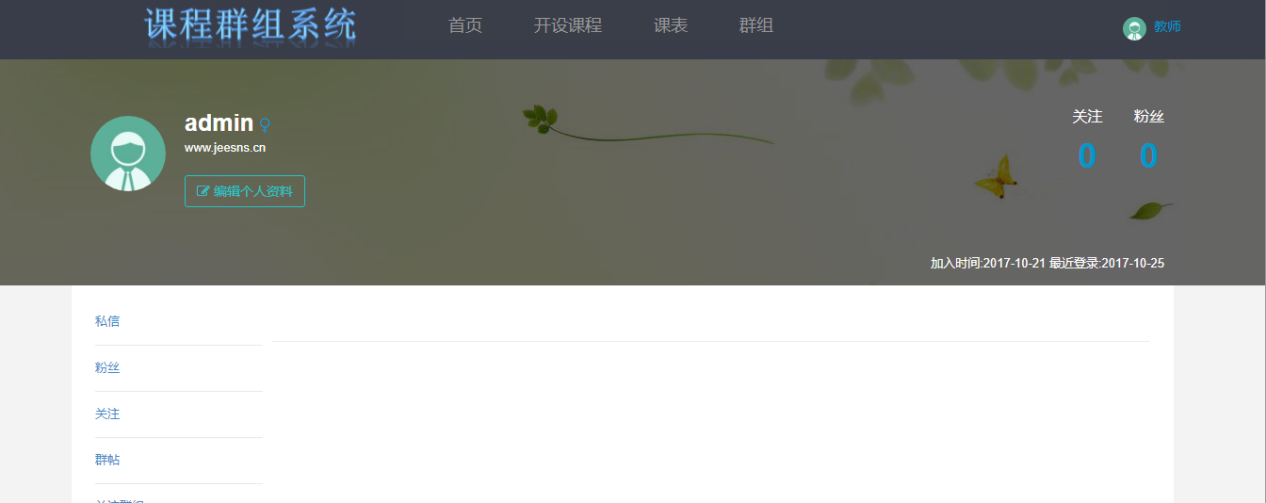 课程群组系统 首页 开设课程 课表 群组 教师
admin
www.jeesns.cn
编辑个人资料
关注 粉丝
0 0
加入时间:2017-10-21 最近登录:2017-10-25
私信
粉丝
关注
群帖